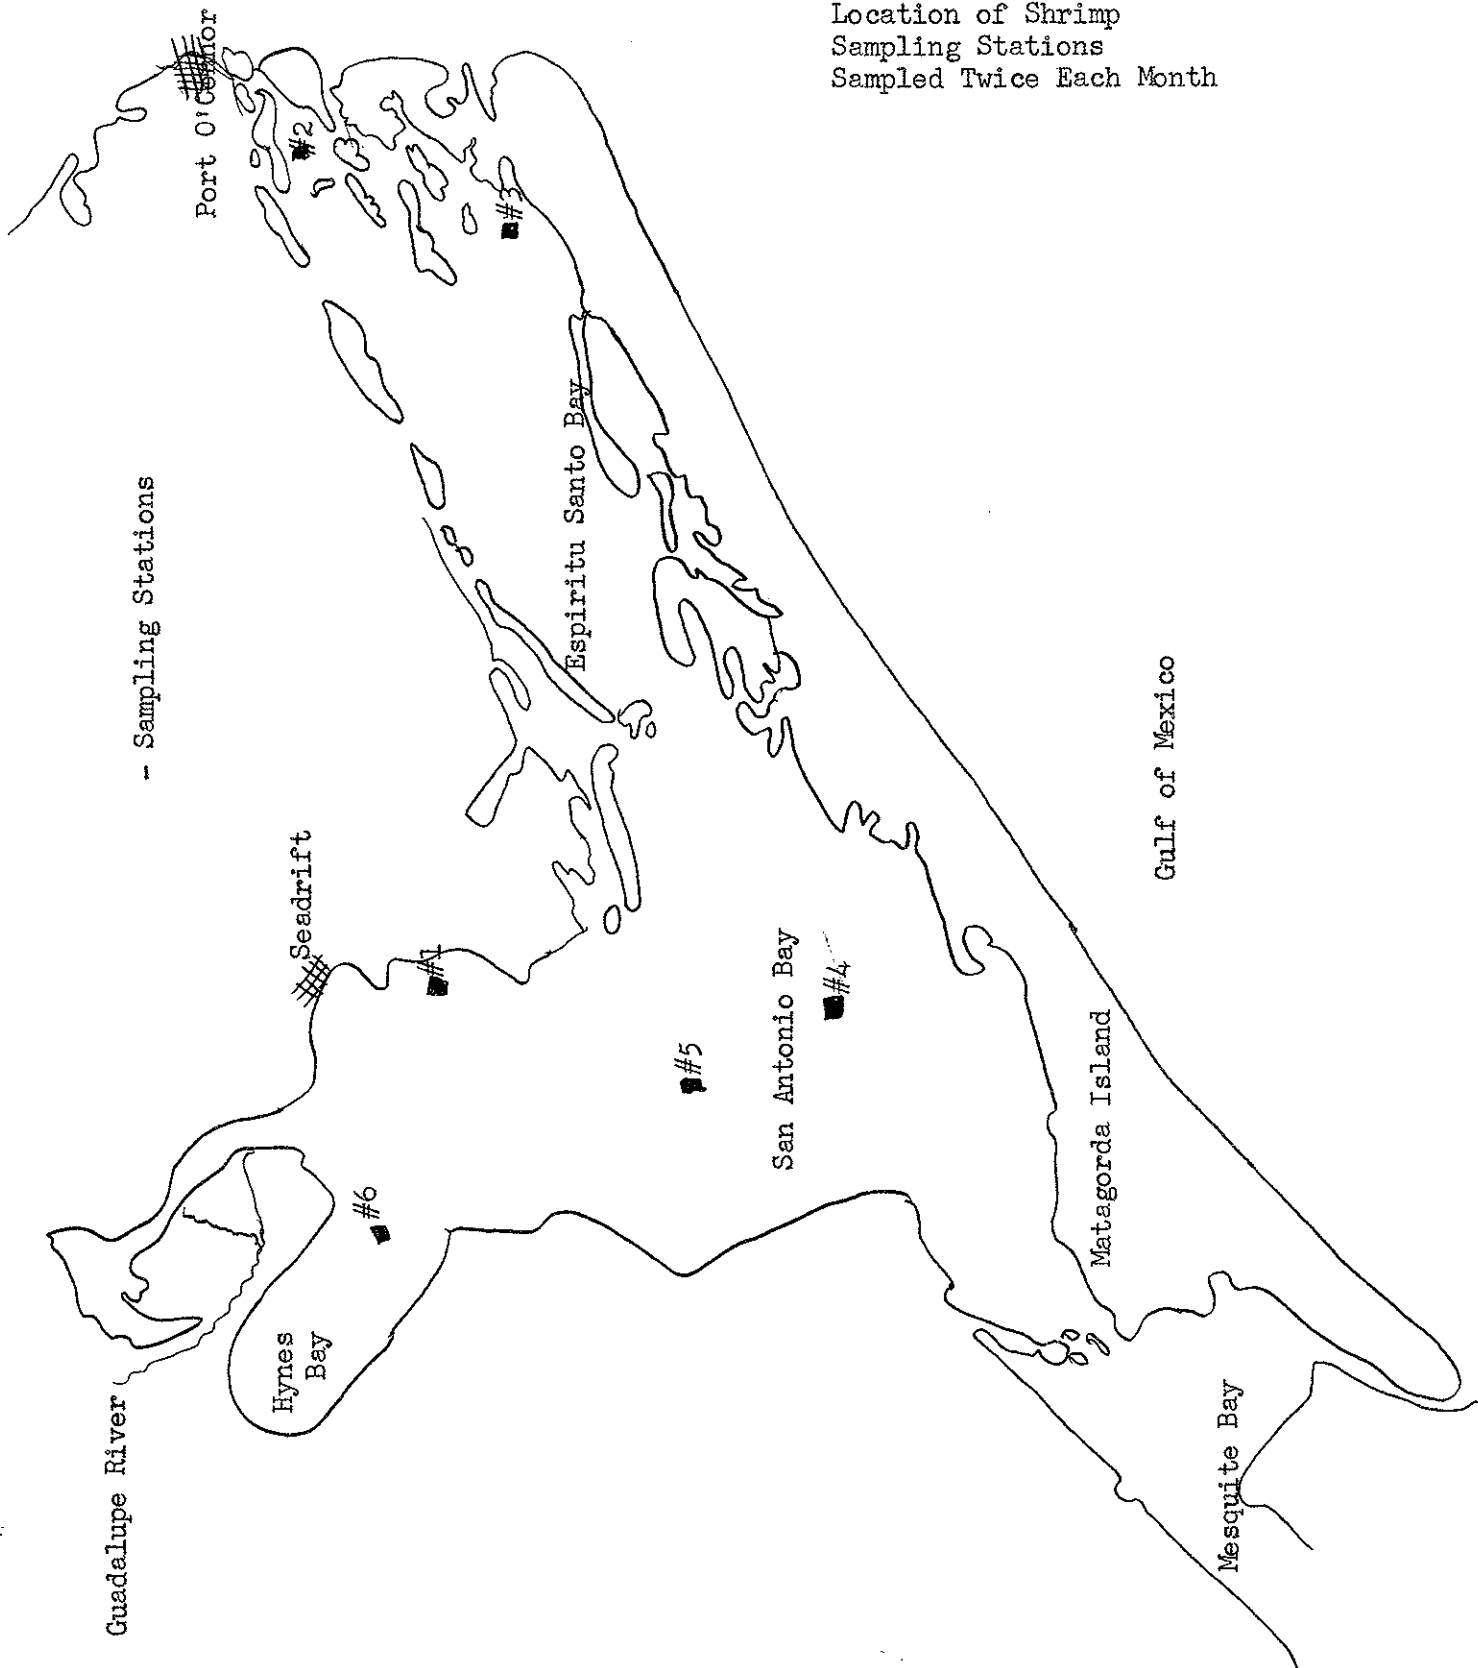 Location of Shrimp
Sampling Stations
Sampled Twice Each Month
Port O'Connor
#2
#3
- Sampling Stations
Espiritu Santo Bay
Seadrift
#1
Gulf of Mexico
San Antonio Bay
#4
#5
#6
Matagorda Island
Hynes
Bay
Guadalupe River
Mesquite Bay